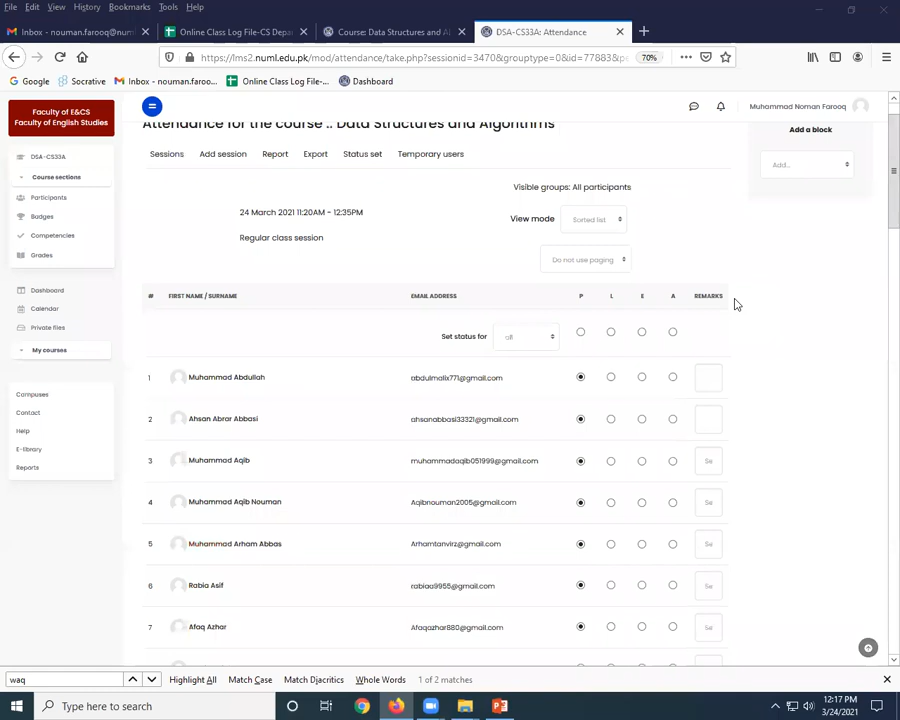 File Edit View History Bookmarks Tools Help
Inbox - nouman.farooq@num
Online Class Log File-CS Depa
Course: Data Structures and Al
DSA-CS33A: Attendance
https://lms2.numl.edu.pk/mod/attendance/take.php?sessionid=3470&grouptype=0&id=77883&p
70%
Google Socrative Inbox - nouman.faroo... Online Class Log File-... Dashboard
Faculty of E&CS
Faculty of English Studies
Muhammad Noman Farooq
Attendance for the course :: Data Structures and Algorithms
Add a block
Add...
DSA-CS33A
Course sections
Participants
Badges
Competencies
Grades
Dashboard
Calendar
Private files
My courses
Campuses
Contact
Help
E-library
Reports
Sessions Add session Report Export Status set Temporary users
Visible groups: All participants
24 March 2021 11:20AM - 12:35PM
View mode Sorted list
Regular class session
Do not use paging
# FIRST NAME / SURNAME EMAIL ADDRESS P L E A REMARKS
Set status for all
1 Muhammad Abdullah abdulmalix771@gmail.com
2 Ahsan Abrar Abbasi ahsanabbasi33321@gmail.com
3 Muhammad Aqib muhammadaqib051999@gmail.com Se
4 Muhammad Aqib Nouman Aqibnouman2005@gmail.com Se
5 Muhammad Arham Abbas Arhamtanvirz@gmail.com Se
6 Rabia Asif rabiaa9955@gmail.com Se
7 Afaq Azhar Afaqazhar880@gmail.com Se
waq Highlight All Match Case Match Diacritics Whole Words 1 of 2 matches
Type here to search
12:17 PM
3/24/2021